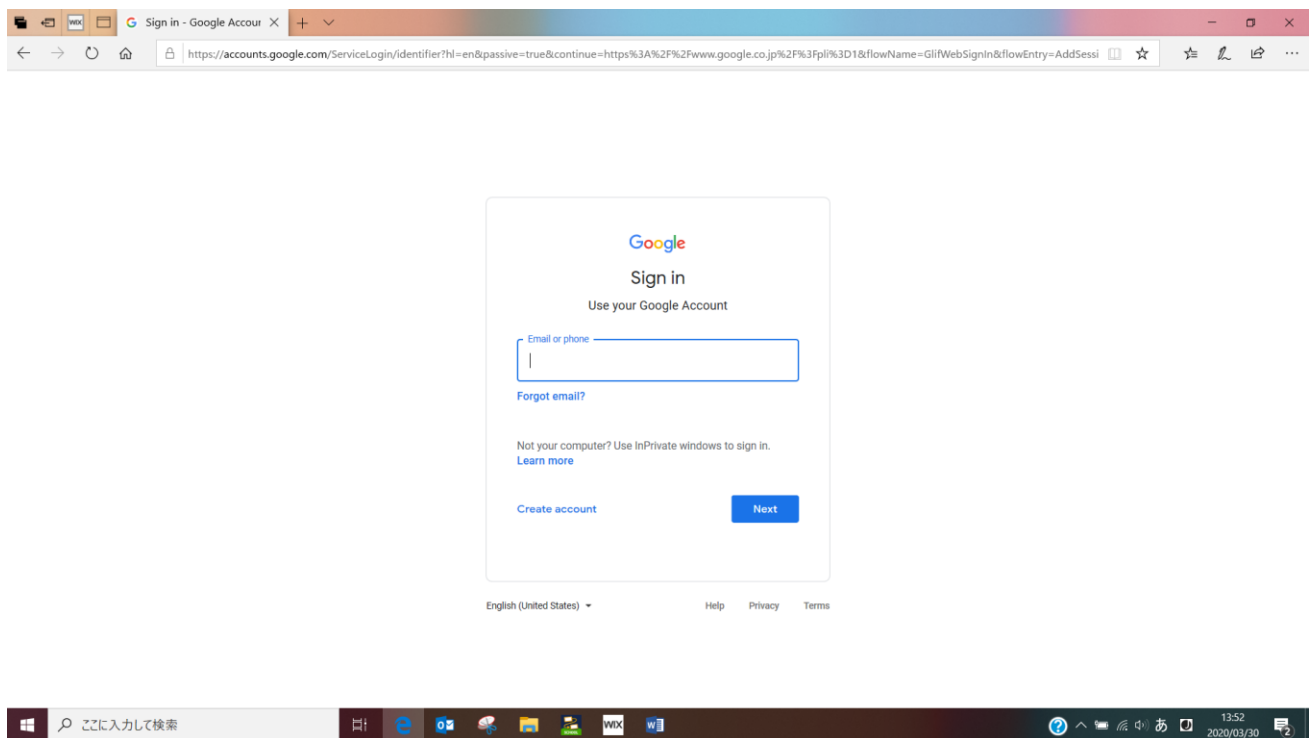 WIX
Sign in - Google Accour
https://accounts.google.com/ServiceLogin/identifier?hl=en&passive=true&continue=https%3A%2F%2Fwww.google.co.jp%2F%3Fpli%3D1&flowName=GlifWebSignIn&flowEntry=AddSessi
Google
Sign in
Use your Google Account
Email or phone
Forgot email?
Not your computer? Use InPrivate windows to sign in.
Learn more
Create account
Next
English (United States)
Help Privacy Terms
ここに入力して検索
WIX
あ
13:52
2020/03/30
2